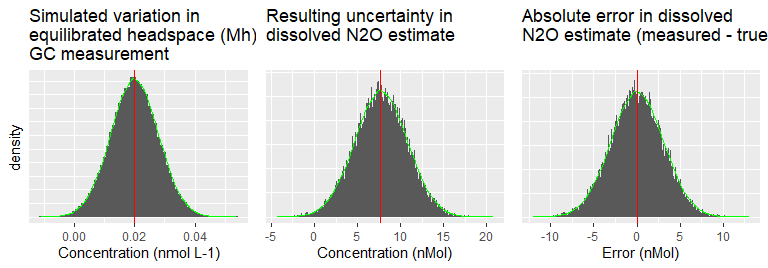 Simulated variation in
equilibrated headspace (Mh)
GC measurement
density
0.00 0.02 0.04
Concentration (nmol L-1)
Resulting uncertainty in
dissolved N2O estimate
-5 0 5 10 15 20
Concentration (nMol)
Absolute error in dissolved
N2O estimate (measured - true
-10 -5 0 5 10
Error (nMol)